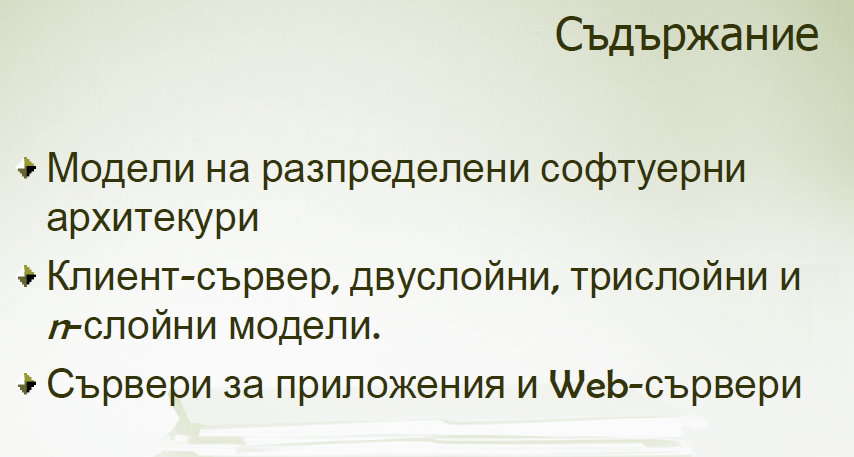 Съдържание
Модели на разпределени софтуерни
архитекури
Клиент-сървер, двуслойни, трислойни и
n-слойни модели.
Сървери за приложения и Web-сървери